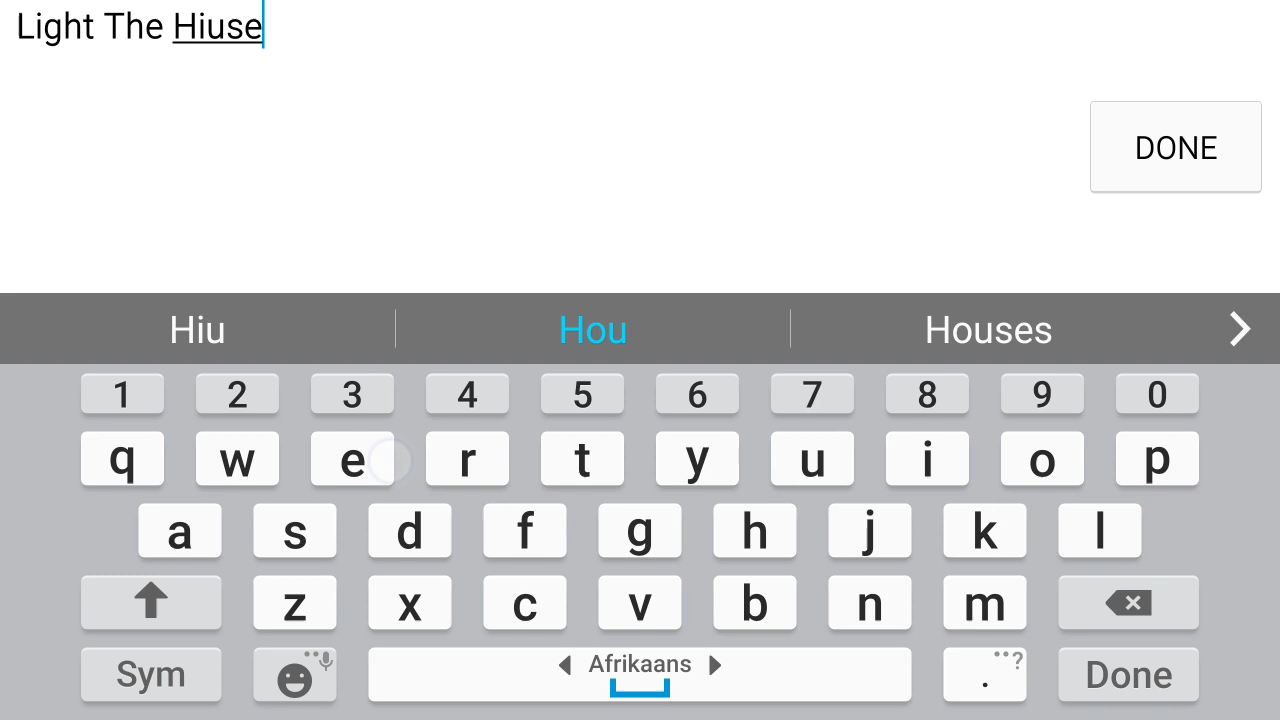 Light The Hiuse
DONE
Hiu Hou Houses
1 2 3 4 5 6 7 8 9 0
q w e r t y u i o p
a s d f g h j k l
z x c v b n m
Sym Afrikaans . ? Done